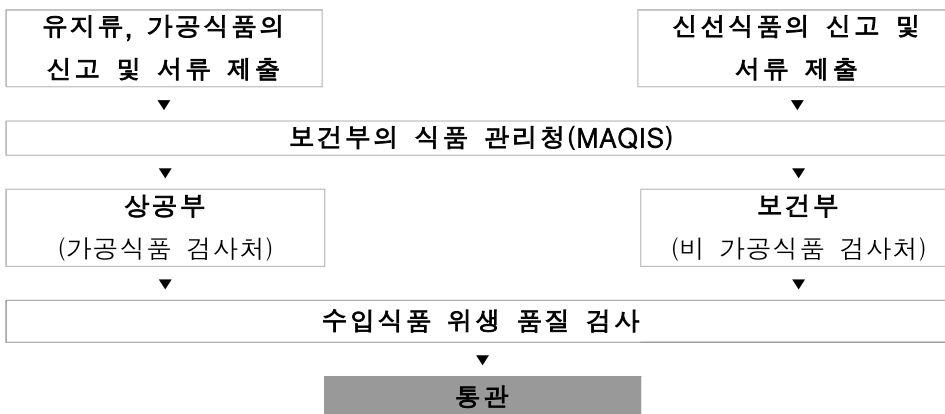 유지류, 가공식품의
신고 및 서류 제출
신선식품의 신고 및
서류 제출
▼ ▼
보건부의 식품 관리청(MAQIS)
▼ ▼
상공부
(가공식품 검사처)
보건부
(비 가공식품 검사처)
▼ ▼
수입식품 위생 품질 검사
▼
통관